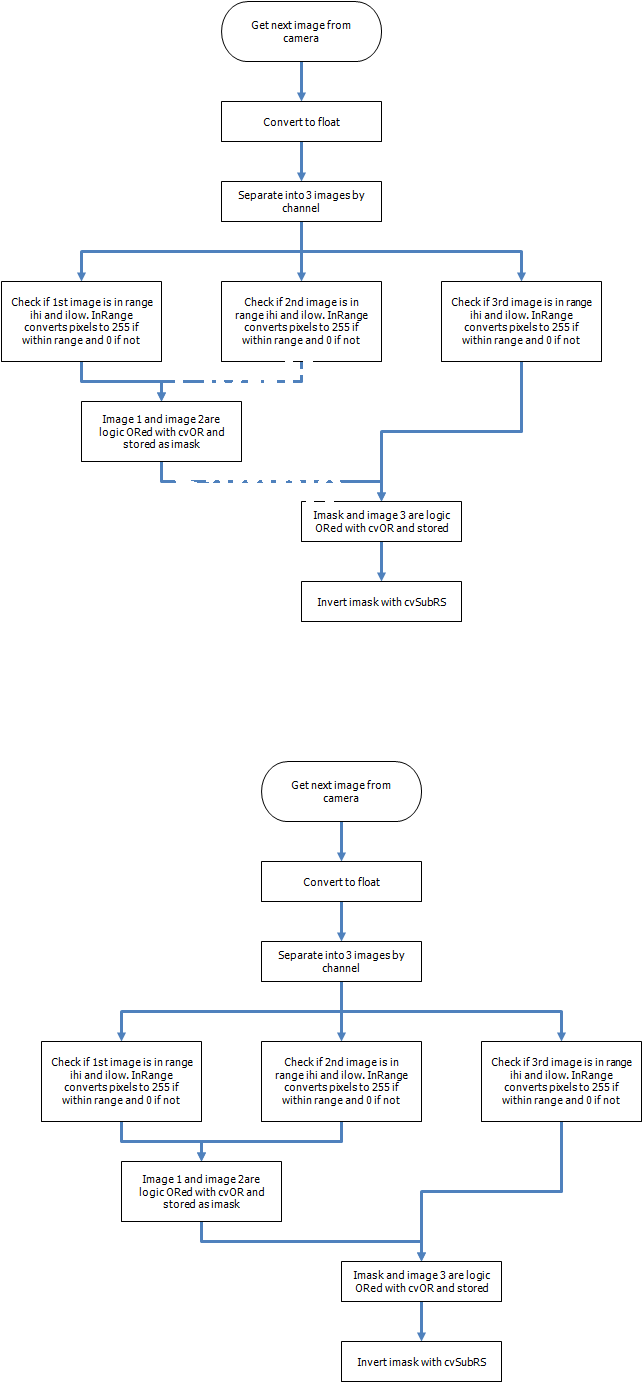 Get next image from
camera
Convert to float
Separate into 3 images by
channel
Check if 1st image is in range
ihi and ilow. InRange
converts pixels to 255 if
within range and 0 if not
Check if 2nd image is in
range ihi and ilow. InRange
converts pixels to 255 if
within range and 0 if not
Check if 3rd image is in range
ihi and ilow. InRange
converts pixels to 255 if
within range and 0 if not
Image 1 and image 2are
logic ORed with cvOR and
stored as imask
Imask and image 3 are logic
ORed with cvOR and stored
Invert imask with cvSubRS
Get next image from
camera
Convert to float
Separate into 3 images by
channel
Check if 1st image is in range
ihi and ilow. InRange
converts pixels to 255 if
within range and 0 if not
Check if 2nd image is in
range ihi and ilow. InRange
converts pixels to 255 if
within range and 0 if not
Check if 3rd image is in range
ihi and ilow. InRange
converts pixels to 255 if
within range and 0 if not
Image 1 and image 2are
logic ORed with cvOR and
stored as imask
Imask and image 3 are logic
ORed with cvOR and stored
Invert imask with cvSubRS